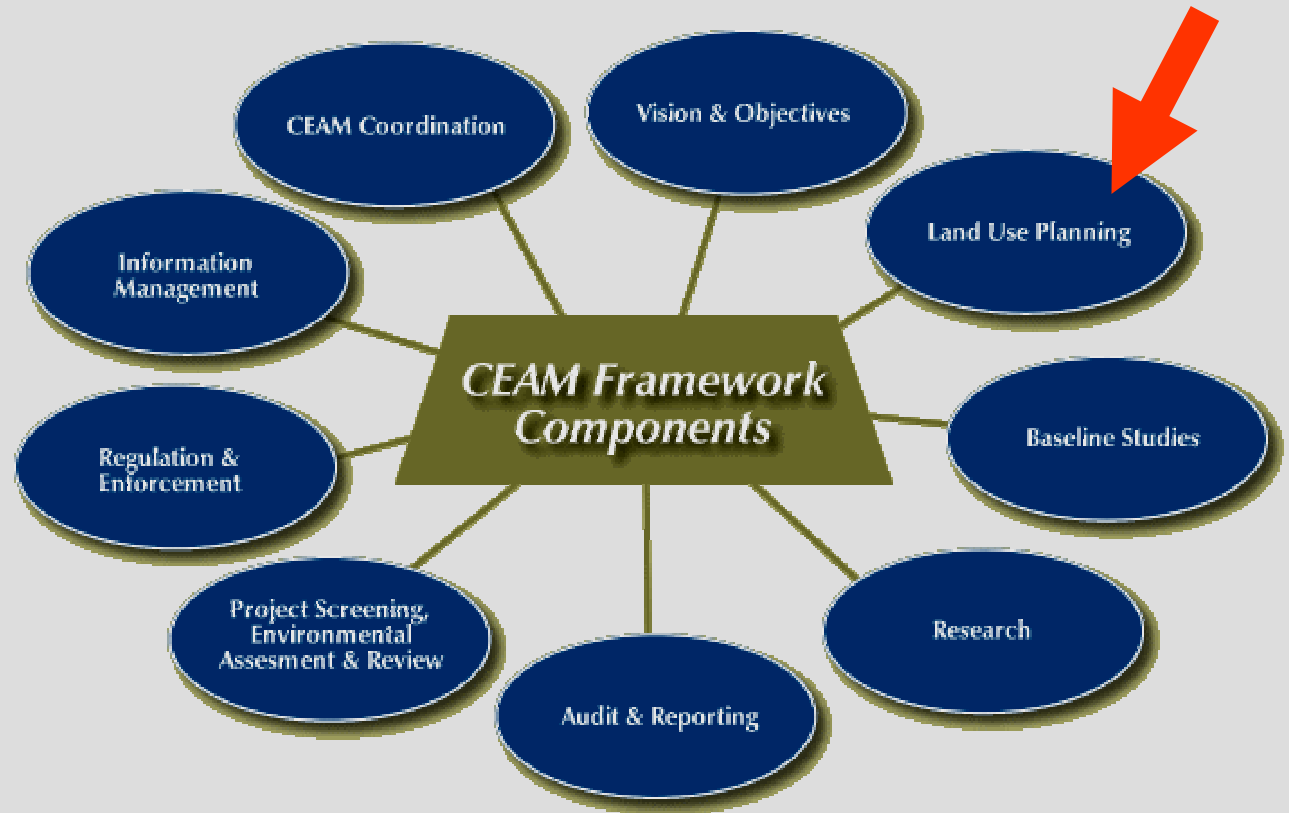 CEAM Coordination
Vision & Objectives
Land Use Planning
Information
Management
CEAM Framework
Components
Baseline Studies
Regulation &
Enforcement
Project Screening,
Environmental
Assesment & Review
Research
Audit & Reporting